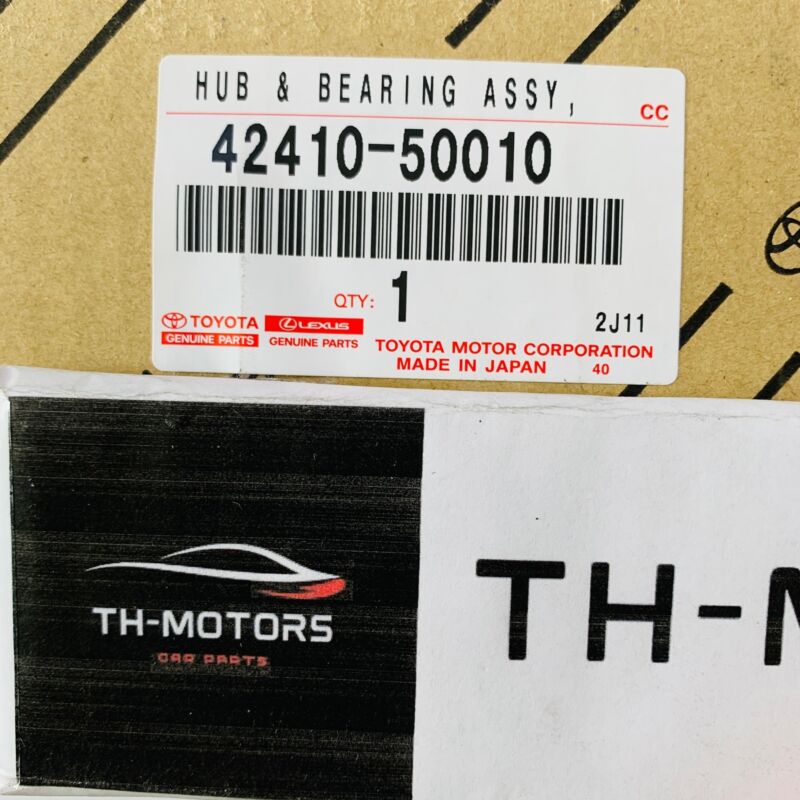 HUB & BEARING ASSY,
CC
42410-50010
QTY: 1
2J11
TOYOTA
GENUINE PARTS
LEXUS
GENUINE PARTS
TOYOTA MOTOR CORPORATION
MADE IN JAPAN 40
TH-MOTORS
CAR PARTS
TH-M